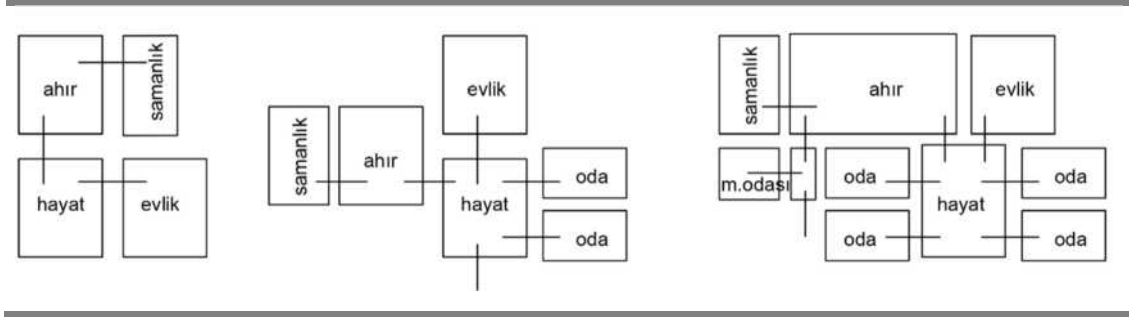 ahır
samanlık
hayat
evlik
evlik
samanlık
ahır
hayat
oda
oda
samanlık
ahır
evlik
m.odası
oda
hayat
oda
oda
oda